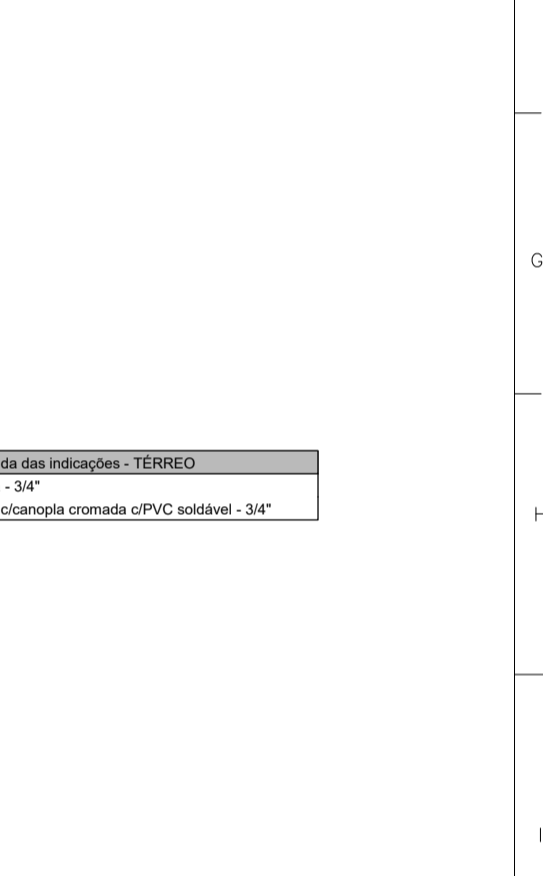 G
da das indicações - TÉRREO
- 3/4"
c/canopla cromada c/PVC soldável - 3/4"
H
I